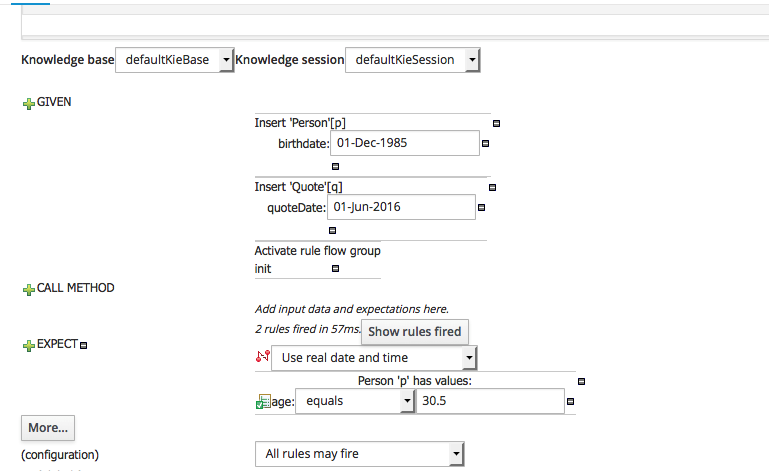 Knowledge base defaultKieBase Knowledge session defaultKieSession
GIVEN
Insert 'Person'[p]
birthdate: 01-Dec-1985
Insert 'Quote'[q]
quoteDate: 01-Jun-2016
Activate rule flow group
init
CALL METHOD
Add input data and expectations here.
2 rules fired in 57ms. Show rules fired
EXPECT
Use real date and time
Person 'p' has values:
age: equals 30.5
More...
(configuration) All rules may fire